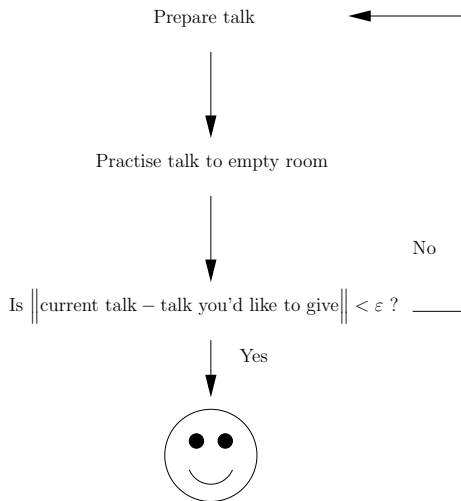 Prepare talk
Practise talk to empty room
No
Is ‖current talk – talk you'd like to give‖ < ε ?
Yes